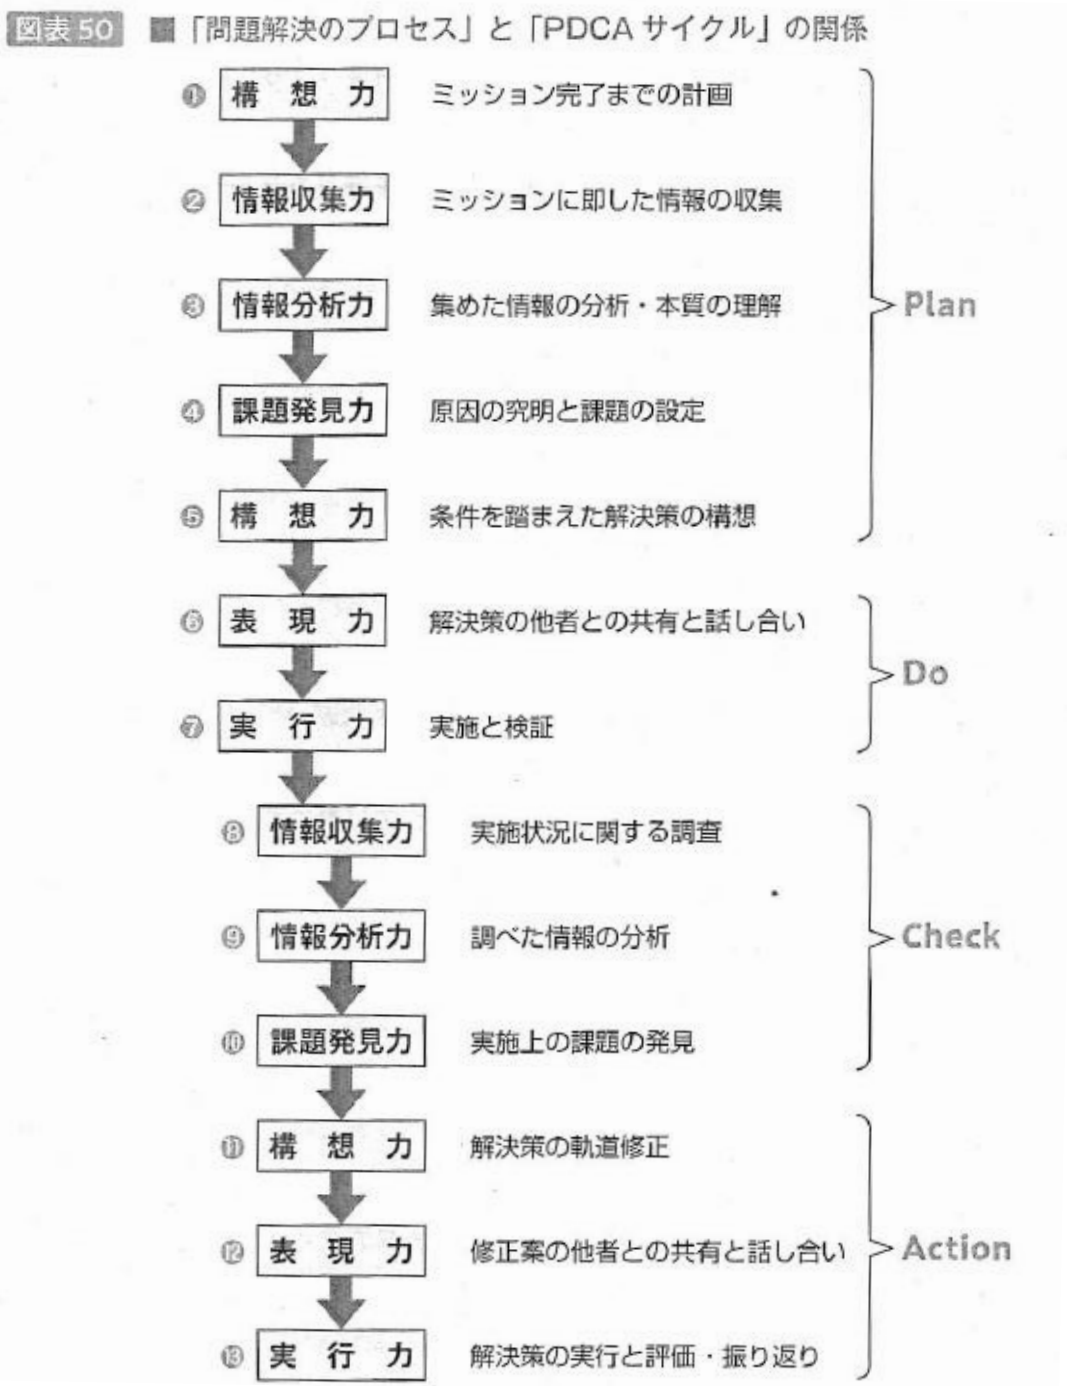 図表50 ■「問題解決のプロセス」と「PDCAサイクル」の関係
❶ 構想力 ミッション完了までの計画
❷ 情報収集力 ミッションに即した情報の収集
❸ 情報分析力 集めた情報の分析・本質の理解
Plan
❹ 課題発見力 原因の究明と課題の設定
❺ 構想力 条件を踏まえた解決策の構想
❻ 表現力 解決策の他者との共有と話し合い
Do
❼ 実行力 実施と検証
❽ 情報収集力 実施状況に関する調査
❾ 情報分析力 調べた情報の分析
Check
❿ 課題発見力 実施上の課題の発見
⓫ 構想力 解決策の軌道修正
⓬ 表現力 修正案の他者との共有と話し合い
Action
⓭ 実行力 解決策の実行と評価・振り返り